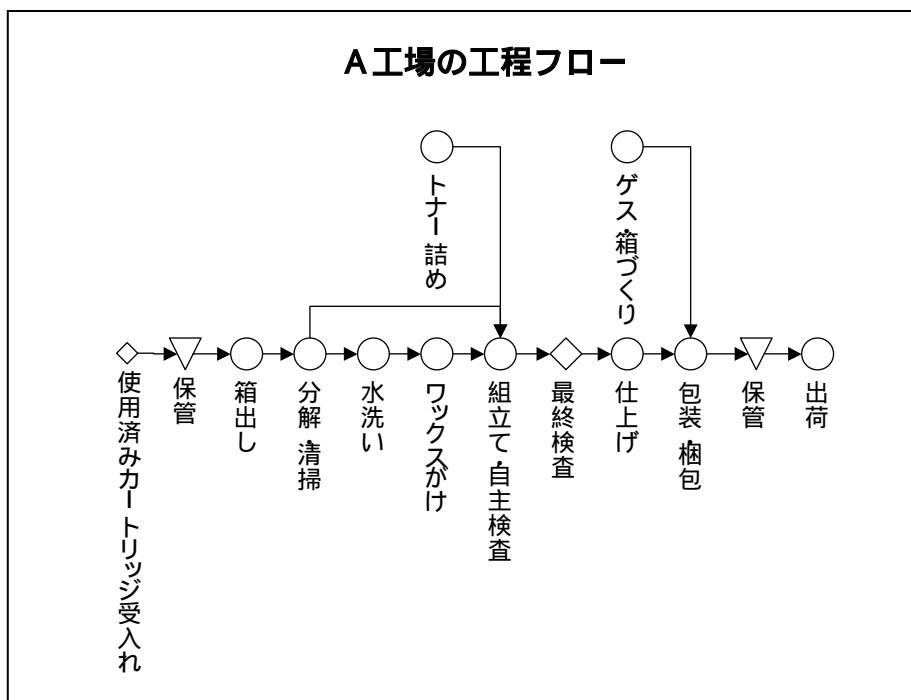 A工場の工程フロー
トナー詰め
ゲス・箱づくり
使用済みカートリッジ受入れ
保管
箱出し
分解・清掃
水洗い
ワックスがけ
組立て・自主検査
最終検査
仕上げ
包装・梱包
保管
出荷